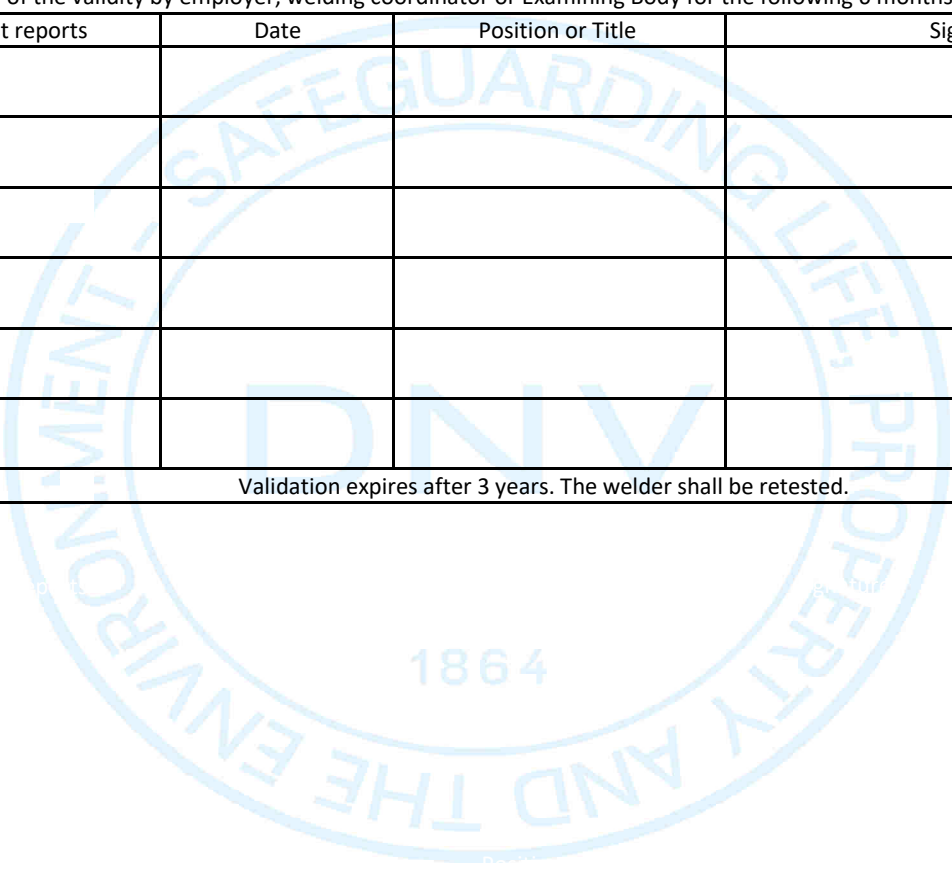 of the validity by employer, welding coordinator or Examining Body for the following 6 months
t reports Date Position or Title Sig
SAFEGUARDING LIFE, PROPERTY AND THE ENVIRONMENT
DNV
Validation expires after 3 years. The welder shall be retested.
1864